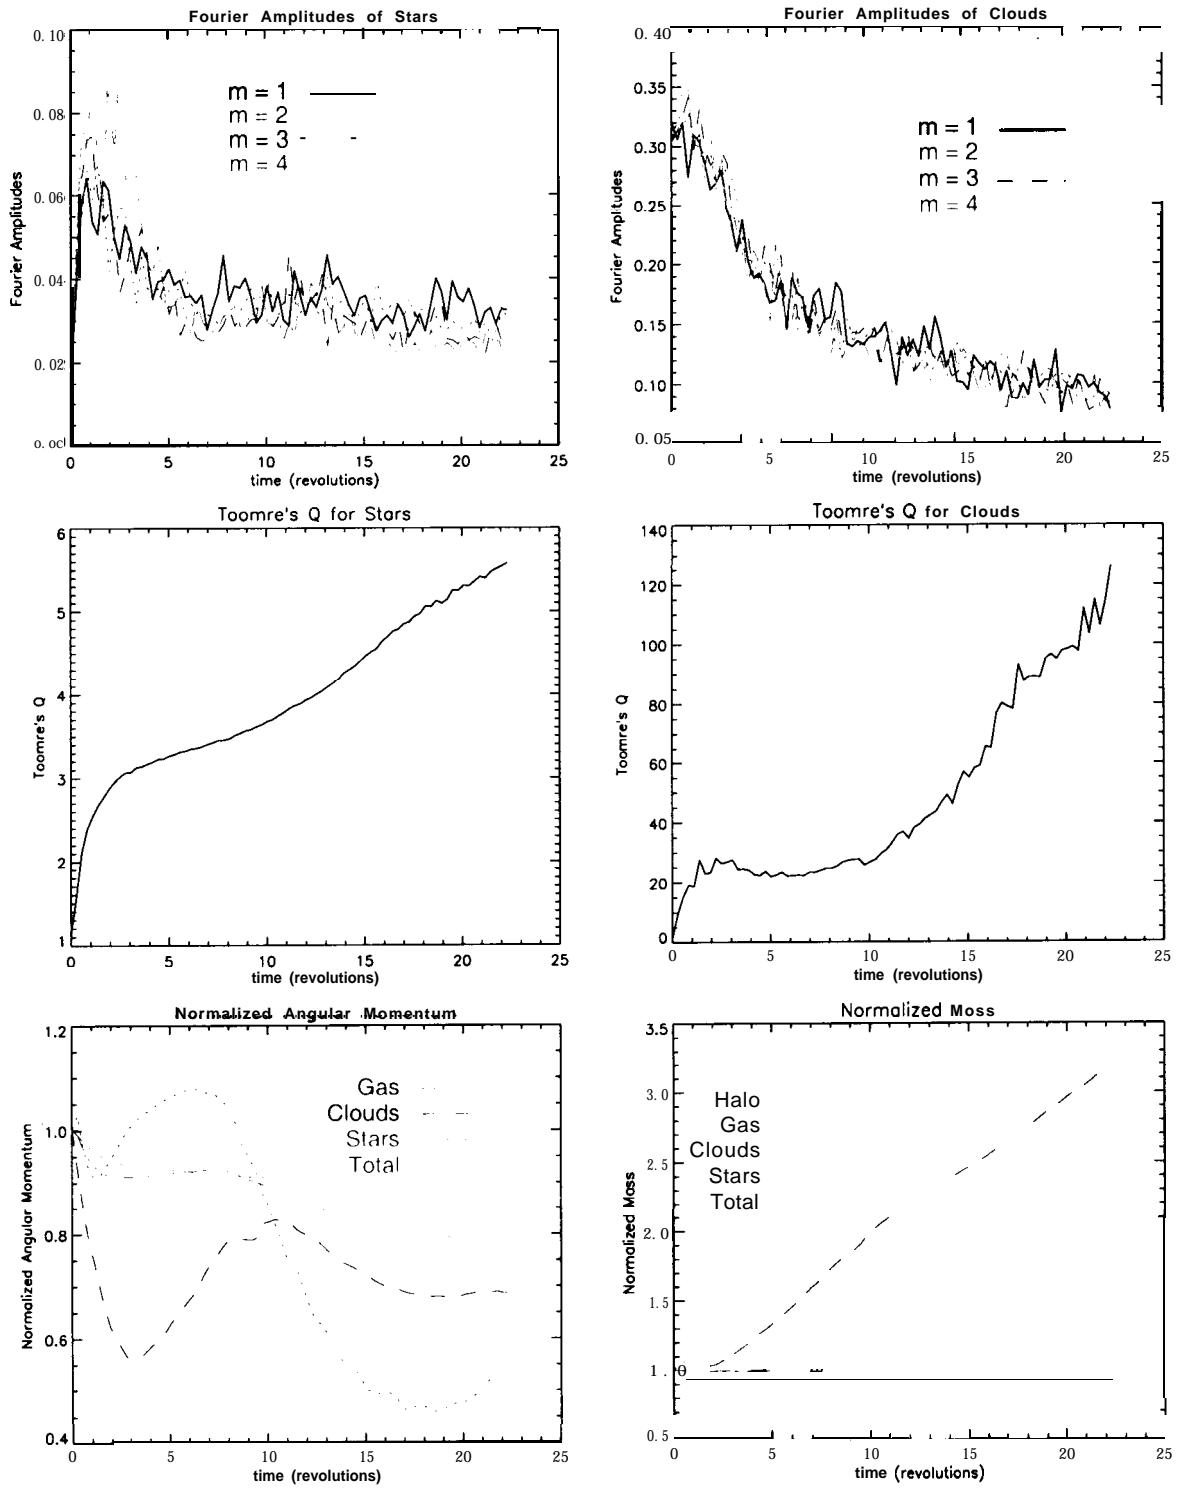 Fourier Amplitudes of Stars
0.10
0.08
0.06
0.04
0.02
0.00
Fourier Amplitudes
m = 1
m = 2
m = 3
m = 4
0 5 10 15 20 25
time (revolutions)
Fourier Amplitudes of Clouds
0.40
0.35
0.30
0.25
0.20
0.15
0.10
0.05
Fourier Amplitudes
m = 1
m = 2
m = 3
m = 4
0 5 10 15 20 25
time (revolutions)
Toomre's Q for Stars
6
5
4
3
2
1
Toomre's Q
0 5 10 15 20 25
time (revolutions)
Toomre's Q for Clouds
140
120
100
80
60
40
20
0
Toomre's Q
0 5 10 15 20 25
time (revolutions)
Normalized Angular Momentum
1.2
1.0
0.8
0.6
0.4
Normalized Angular Momentum
Gas
Clouds
Stars
Total
0 5 10 15 20 25
time (revolutions)
Normalized Moss
3.5
3.0
2.5
2.0
1.5
1.0
0.5
Normalized Moss
Halo
Gas
Clouds
Stars
Total
0 5 10 15 20 25
time (revolutions)